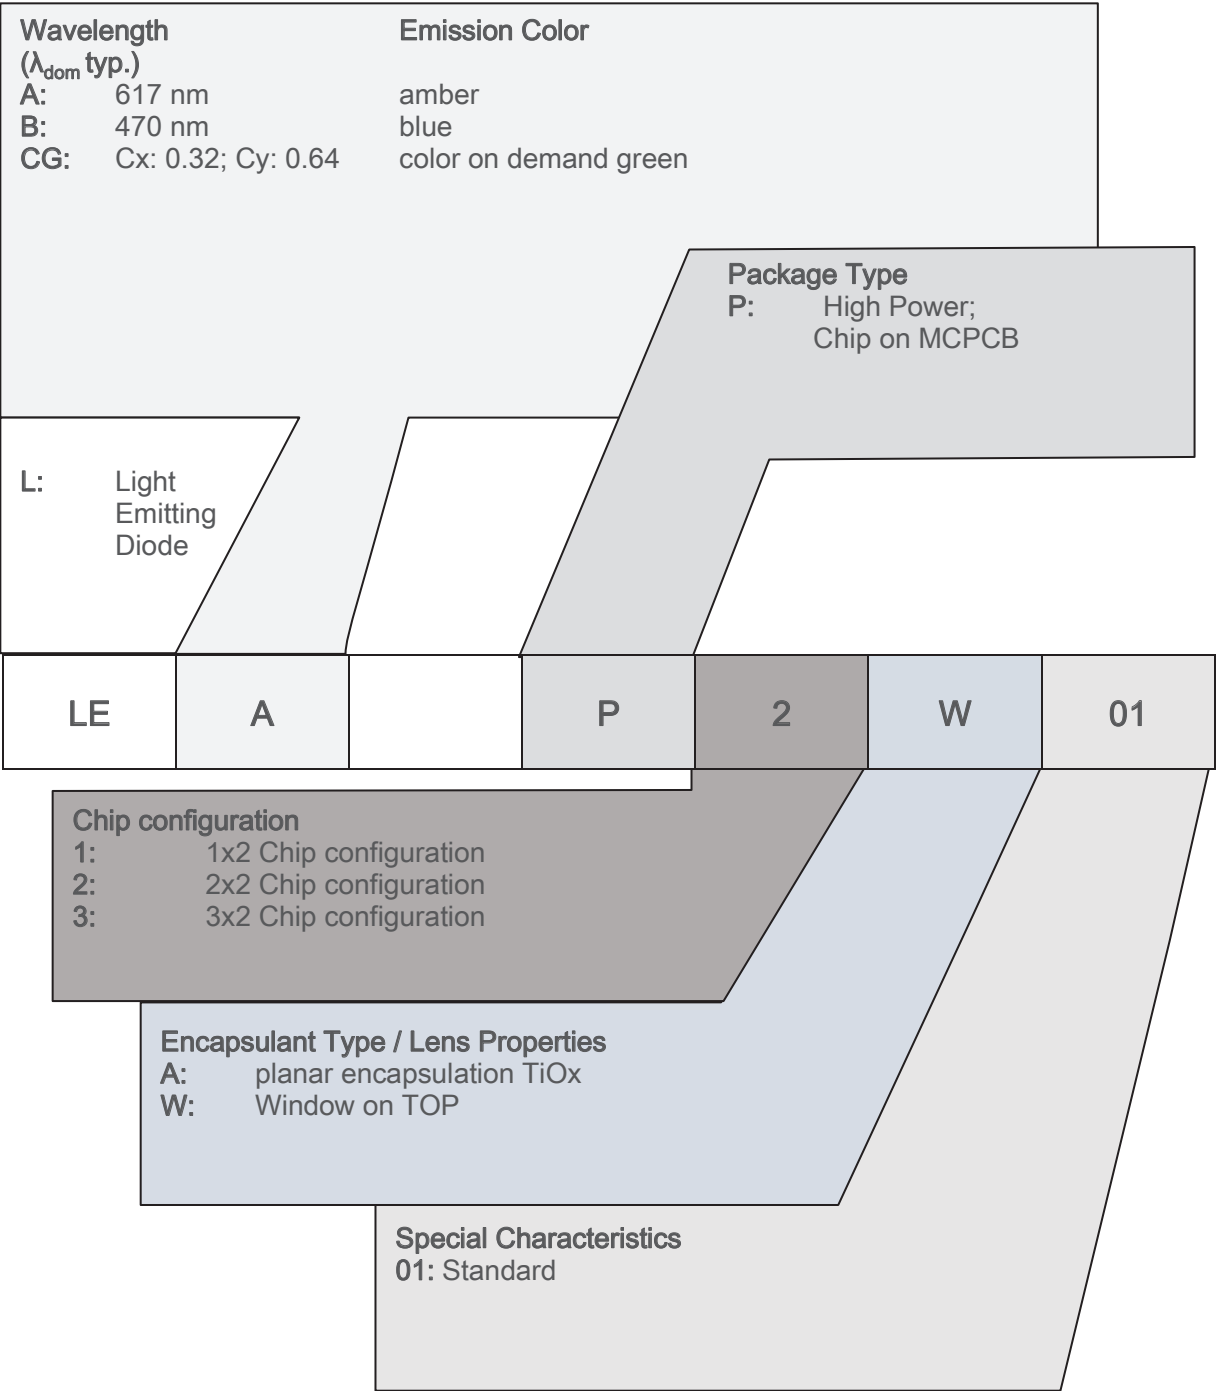 Wavelength Emission Color
(λdom typ.)
A: 617 nm amber
B: 470 nm blue
CG: Cx: 0.32; Cy: 0.64 color on demand green
Package Type
P: High Power;
Chip on MCPCB
L: Light
Emitting
Diode
LE A P 2 W 01
Chip configuration
1: 1x2 Chip configuration
2: 2x2 Chip configuration
3: 3x2 Chip configuration
Encapsulant Type / Lens Properties
A: planar encapsulation TiOx
W: Window on TOP
Special Characteristics
01: Standard